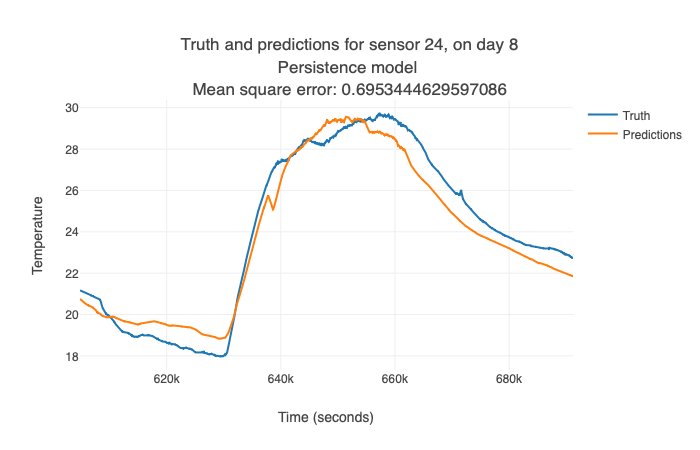 Truth and predictions for sensor 24, on day 8
Persistence model
Mean square error: 0.6953444629597086
30
28
26
24
22
20
18
620k
640k
660k
680k
Temperature
Time (seconds)
Truth
Predictions